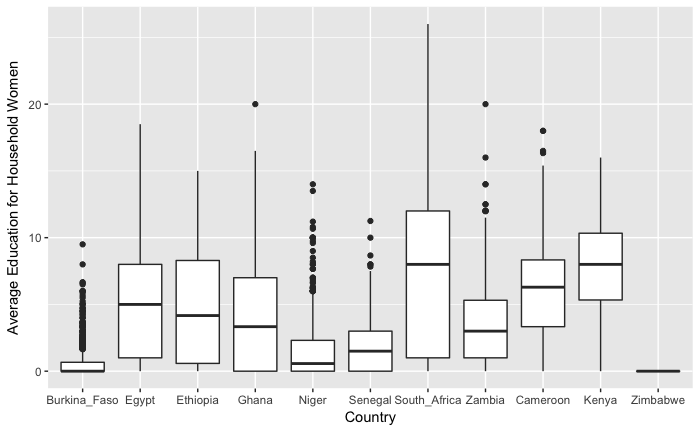 Average Education for Household Women
20
10
0
Burkina_Faso Egypt Ethiopia Ghana Niger Senegal South_Africa Zambia Cameroon Kenya Zimbabwe
Country